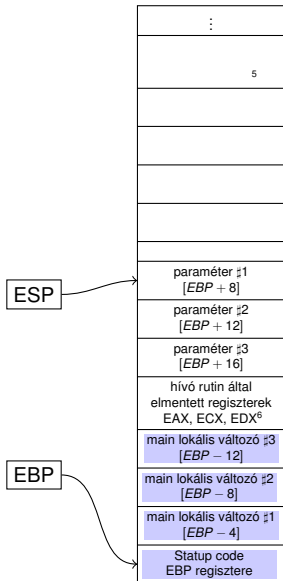 ⋮
5
ESP
paraméter ♯1
[EBP + 8]
paraméter ♯2
[EBP + 12]
paraméter ♯3
[EBP + 16]
hívó rutin által
elmentett regiszterek
EAX, ECX, EDX⁶
main lokális változó ♯3
[EBP − 12]
EBP
main lokális változó ♯2
[EBP − 8]
main lokális változó ♯1
[EBP − 4]
Statup code
EBP regisztere